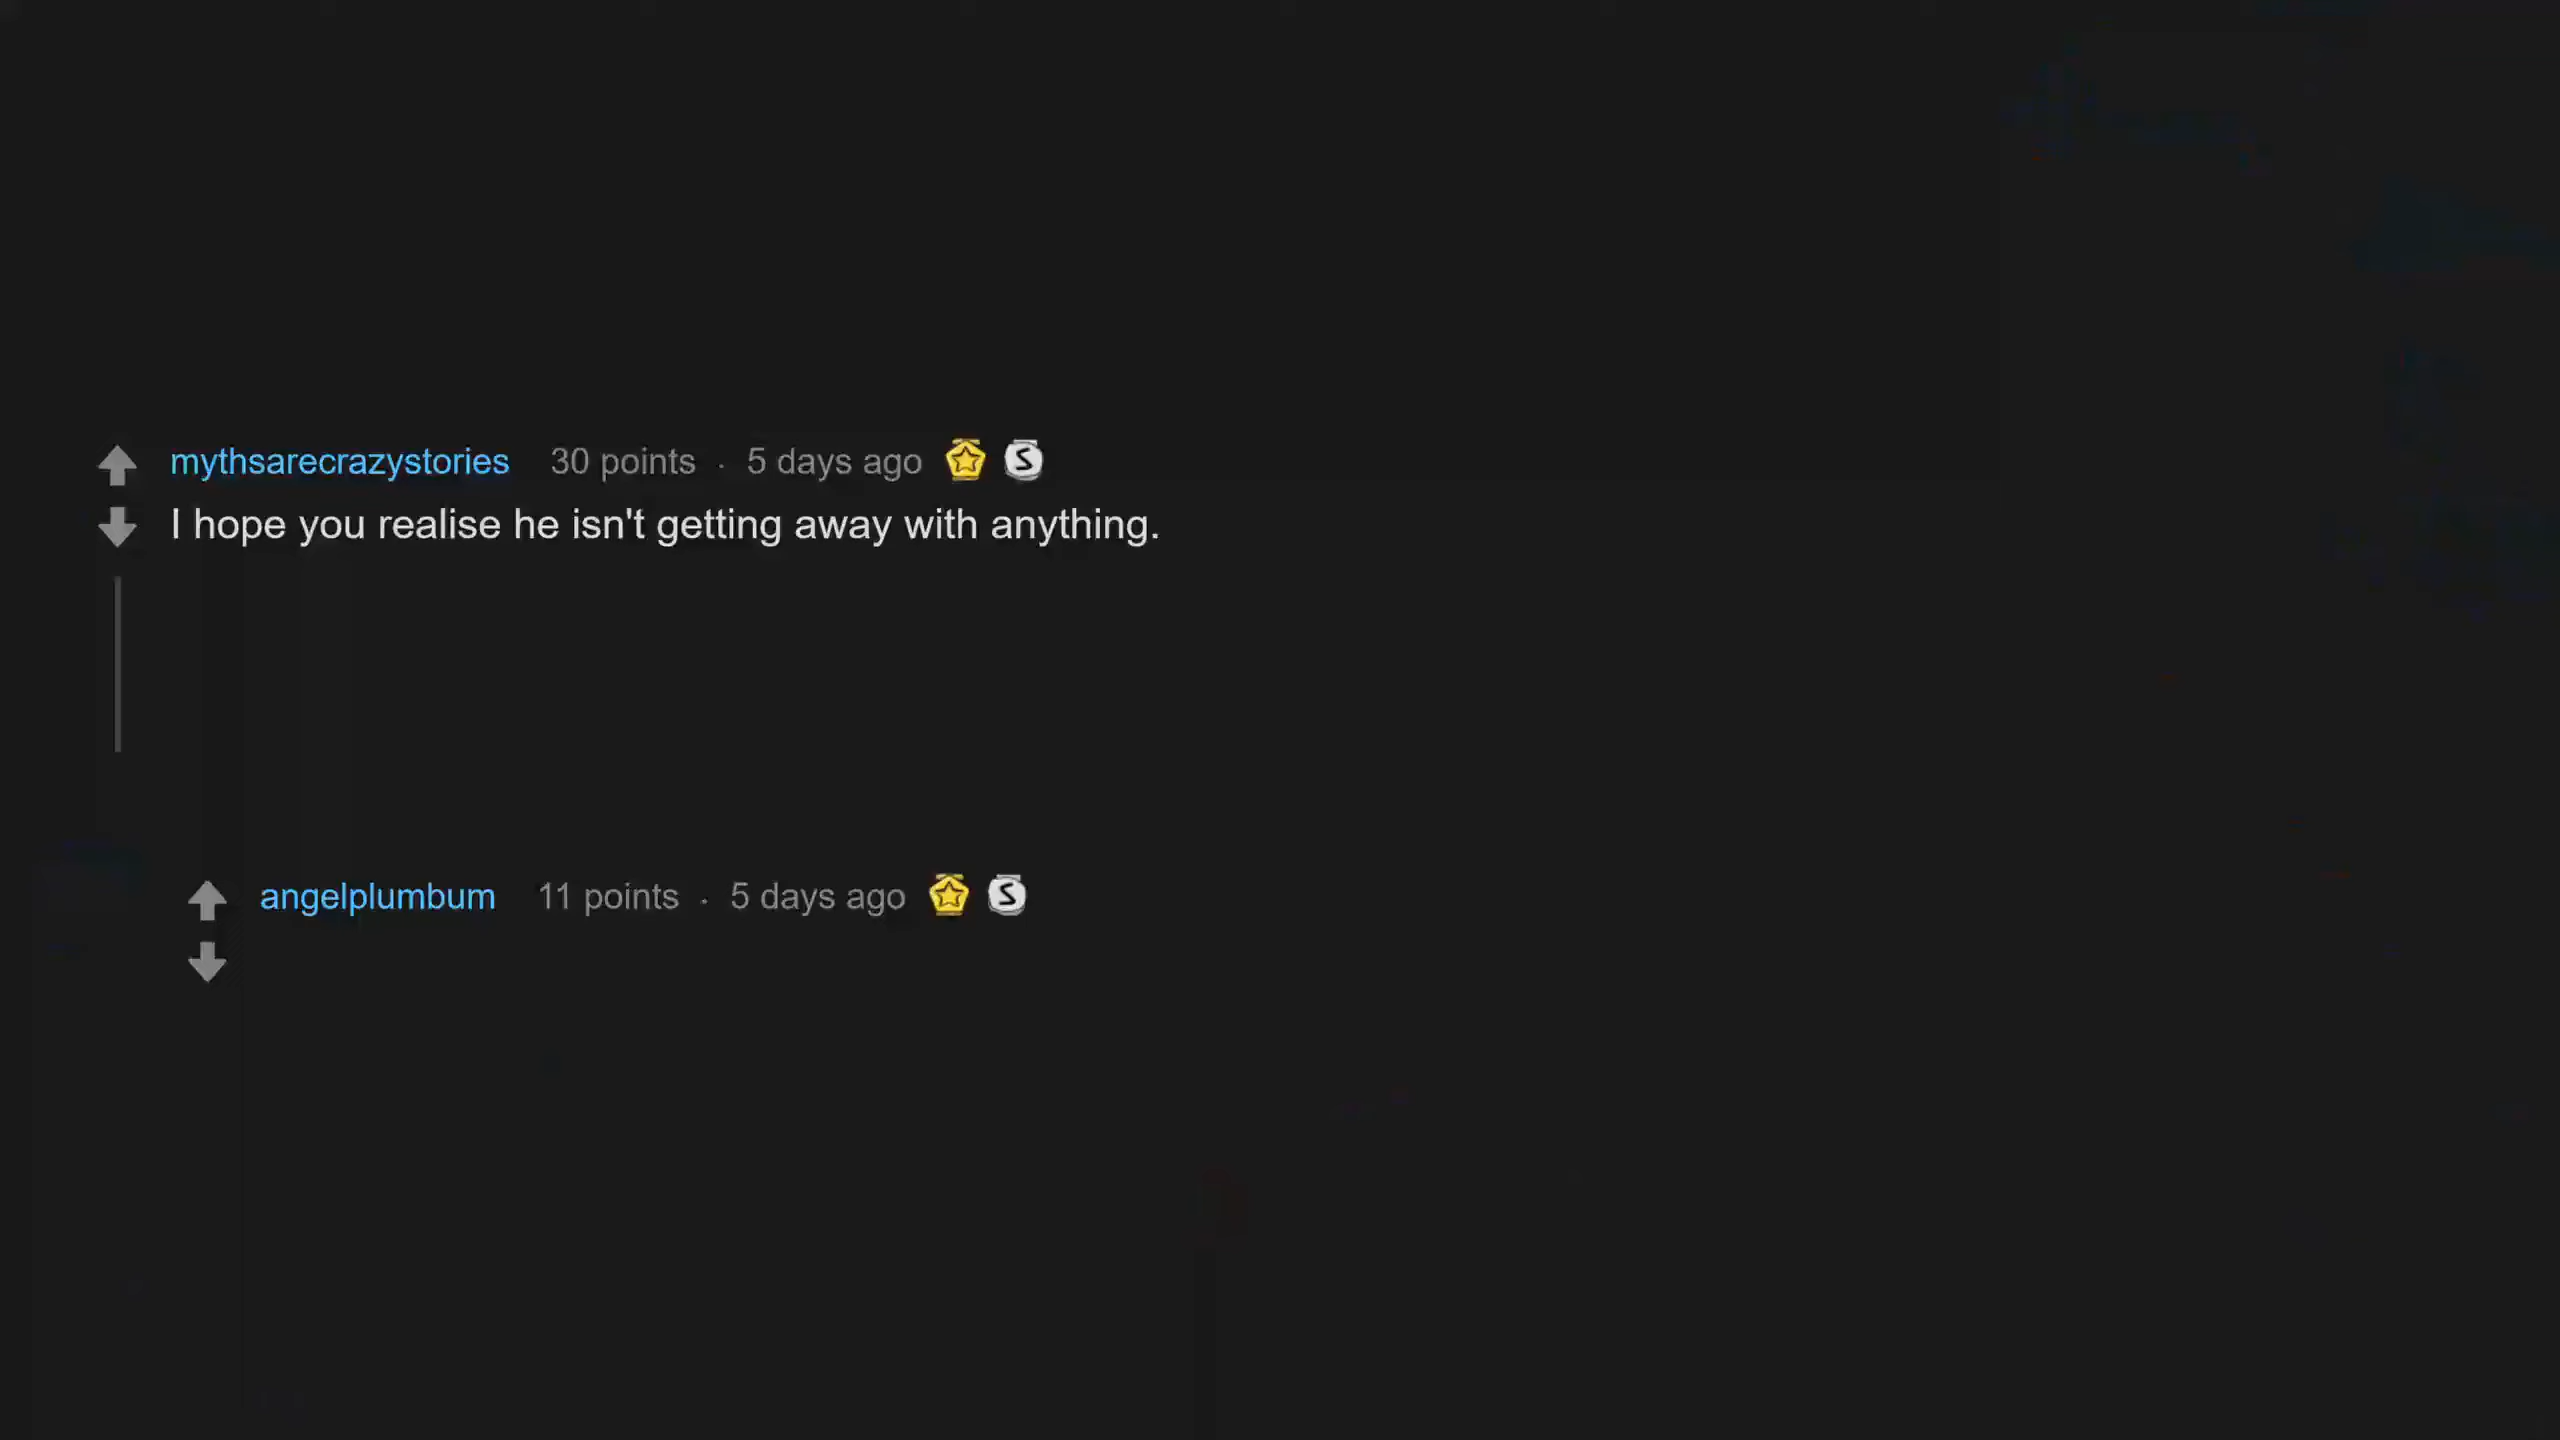 mythsarecrazystories 30 points · 5 days ago
I hope you realise he isn't getting away with anything.
angelplumbum 11 points · 5 days ago